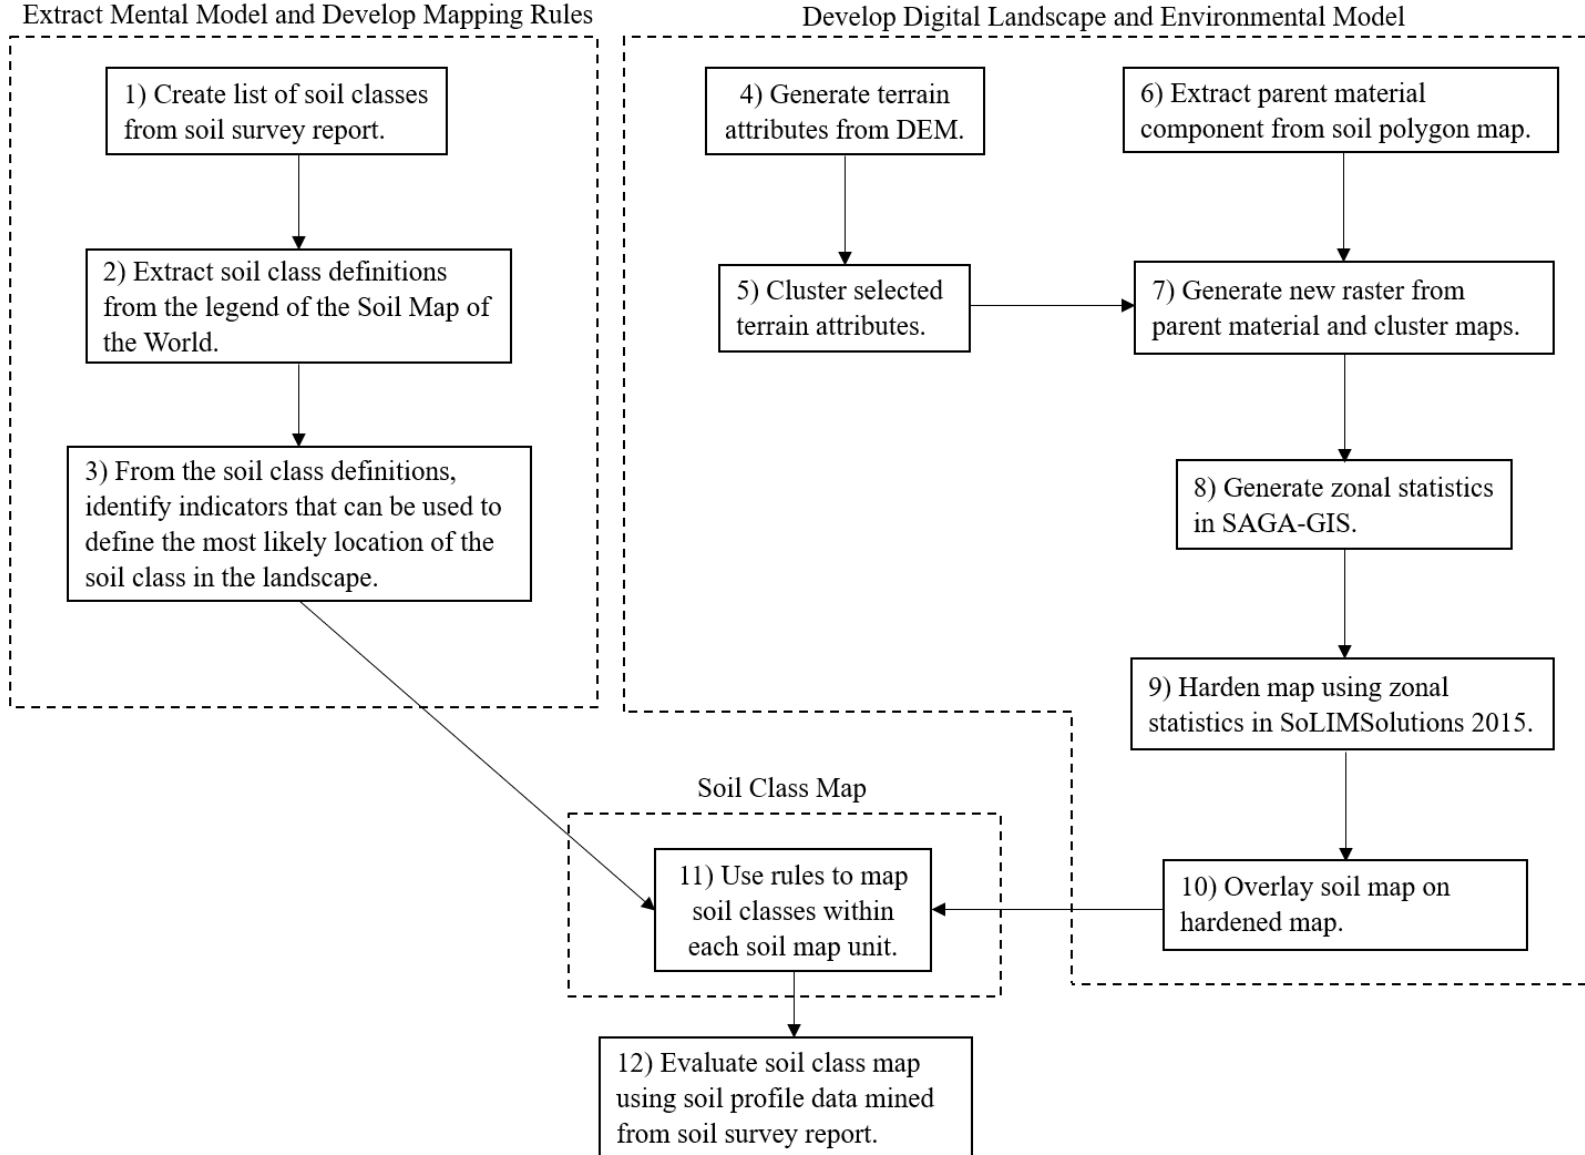 Extract Mental Model and Develop Mapping Rules
1) Create list of soil classes
from soil survey report.
2) Extract soil class definitions
from the legend of the Soil Map of
the World.
3) From the soil class definitions,
identify indicators that can be used to
define the most likely location of the
soil class in the landscape.
Develop Digital Landscape and Environmental Model
4) Generate terrain
attributes from DEM.
5) Cluster selected
terrain attributes.
6) Extract parent material
component from soil polygon map.
7) Generate new raster from
parent material and cluster maps.
8) Generate zonal statistics
in SAGA-GIS.
9) Harden map using zonal
statistics in SoLIMSolutions 2015.
10) Overlay soil map on
hardened map.
Soil Class Map
11) Use rules to map
soil classes within
each soil map unit.
12) Evaluate soil class map
using soil profile data mined
from soil survey report.